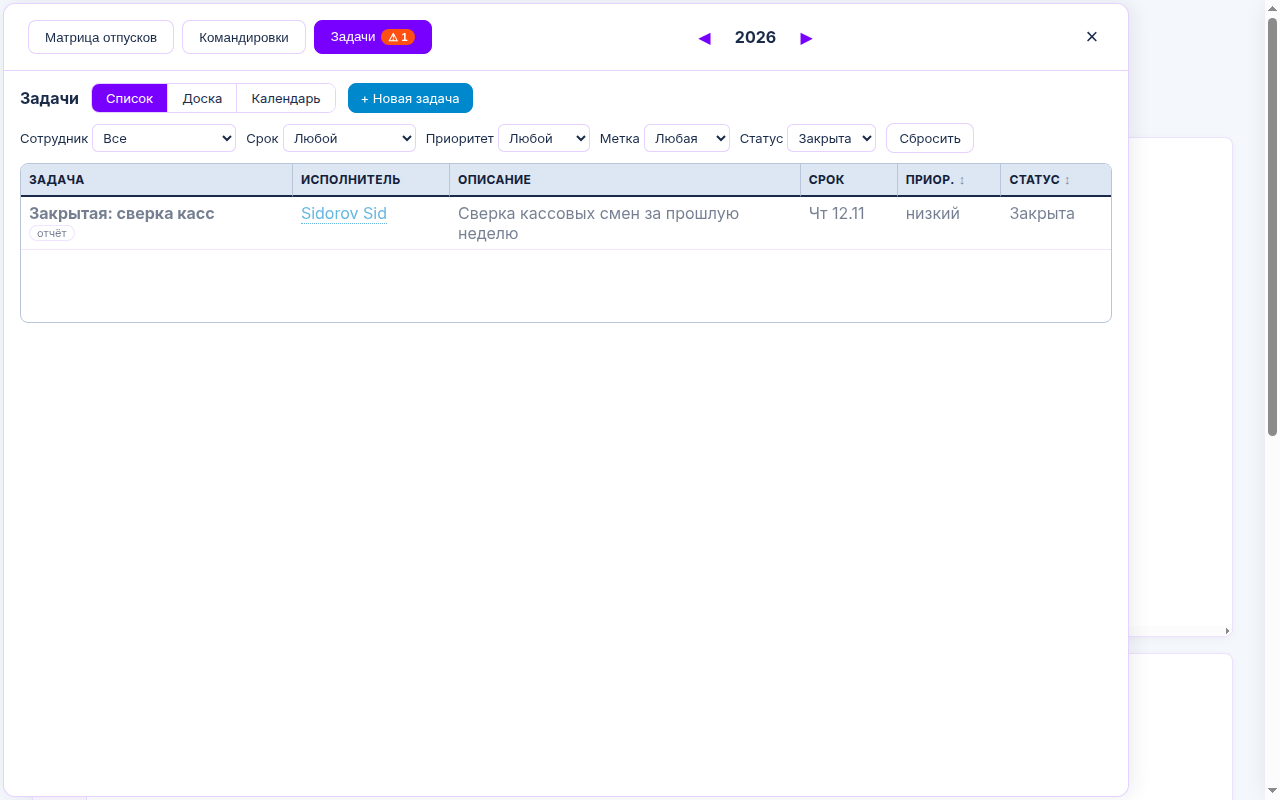 Матрица отпусков Командировки Задачи ⚠ 1 ◀ 2026 ▶ ×
Задачи Список Доска Календарь + Новая задача
Сотрудник Все Срок Любой Приоритет Любой Метка Любая Статус Закрыта Сбросить
ЗАДАЧА ИСПОЛНИТЕЛЬ ОПИСАНИЕ СРОК ПРИОР. ↕ СТАТУС ↕
Закрытая: сверка касс Sidorov Sid Сверка кассовых смен за прошлую Чт 12.11 низкий Закрыта
отчёт неделю